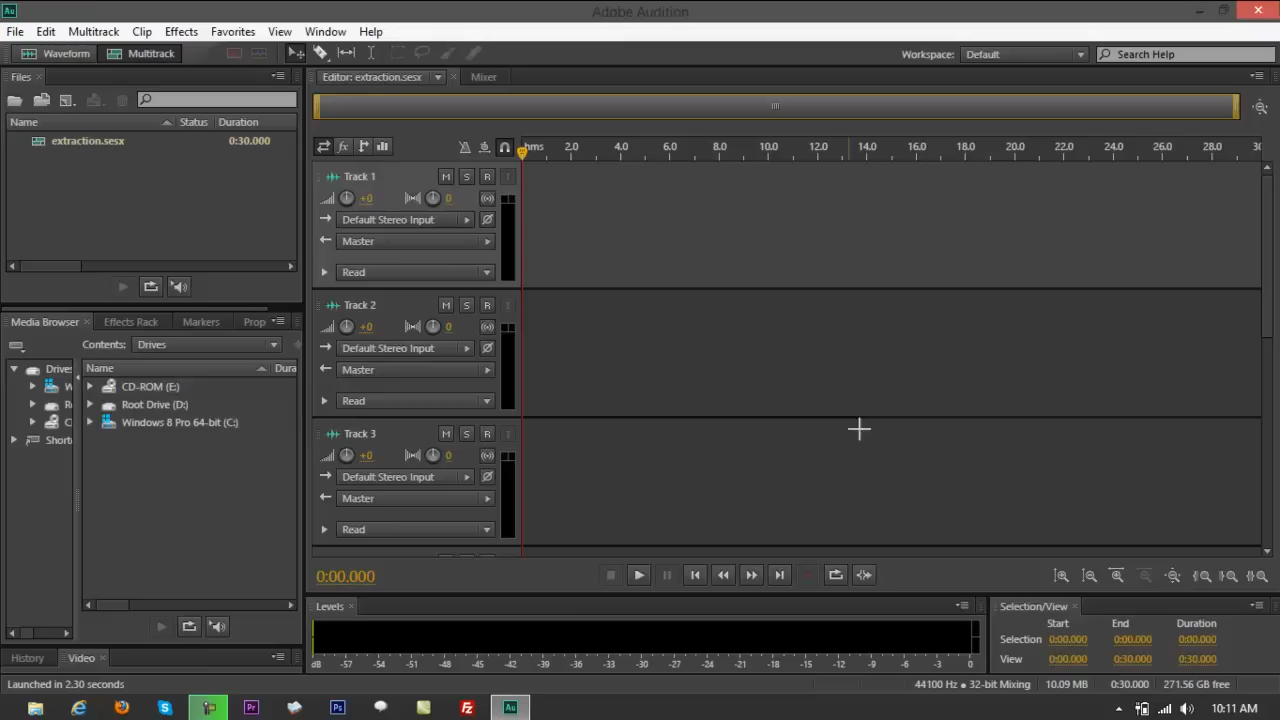 Au
Adobe Audition
File Edit Multitrack Clip Effects Favorites View Window Help
Waveform Multitrack
Workspace: Default Search Help
Files
Name Status Duration
extraction.sesx 0:30.000
Media Browser Effects Rack Markers Prop
Contents: Drives
Drives
Name Dura
CD-ROM (E:)
Root Drive (D:)
Windows 8 Pro 64-bit (C:)
Short
History Video
Editor: extraction.sesx Mixer
hms 2.0 4.0 6.0 8.0 10.0 12.0 14.0 16.0 18.0 20.0 22.0 24.0 26.0 28.0 30
Track 1 M S R I
+0 0
Default Stereo Input
Master
Read
Track 2 M S R I
+0 0
Default Stereo Input
Master
Read
Track 3 M S R I
+0 0
Default Stereo Input
Master
Read
0:00.000
Levels
dB -57 -54 -51 -48 -45 -42 -39 -36 -33 -30 -27 -24 -21 -18 -15 -12 -9 -6 -3 0
Selection/View
Start End Duration
Selection 0:00.000 0:00.000 0:00.000
View 0:00.000 0:30.000 0:30.000
Launched in 2.30 seconds
44100 Hz • 32-bit Mixing 10.09 MB 0:30.000 271.56 GB free
Pr Ps Fz Au
10:11 AM